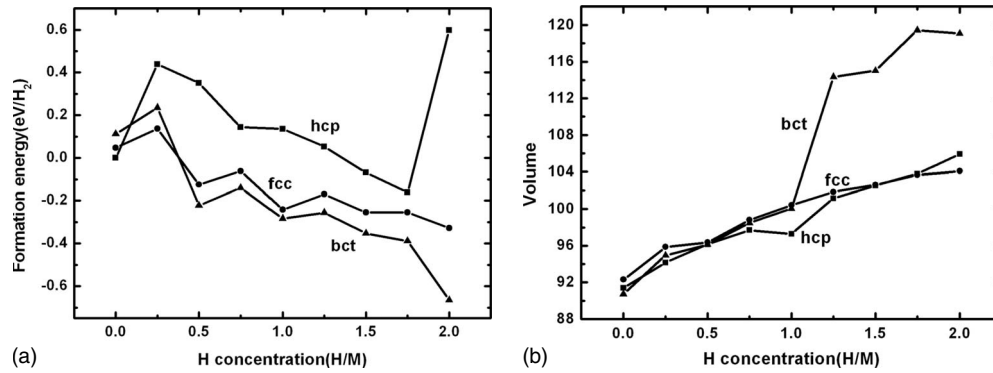 (a)
Formation energy(eV/H₂)
0.6
0.4
0.2
0.0
-0.2
-0.4
-0.6
hcp
fcc
bct
0.0
0.5
1.0
1.5
2.0
H concentration(H/M)
(b)
Volume
120
116
112
108
104
100
96
92
88
bct
fcc
hcp
0.0
0.5
1.0
1.5
2.0
H concentration(H/M)